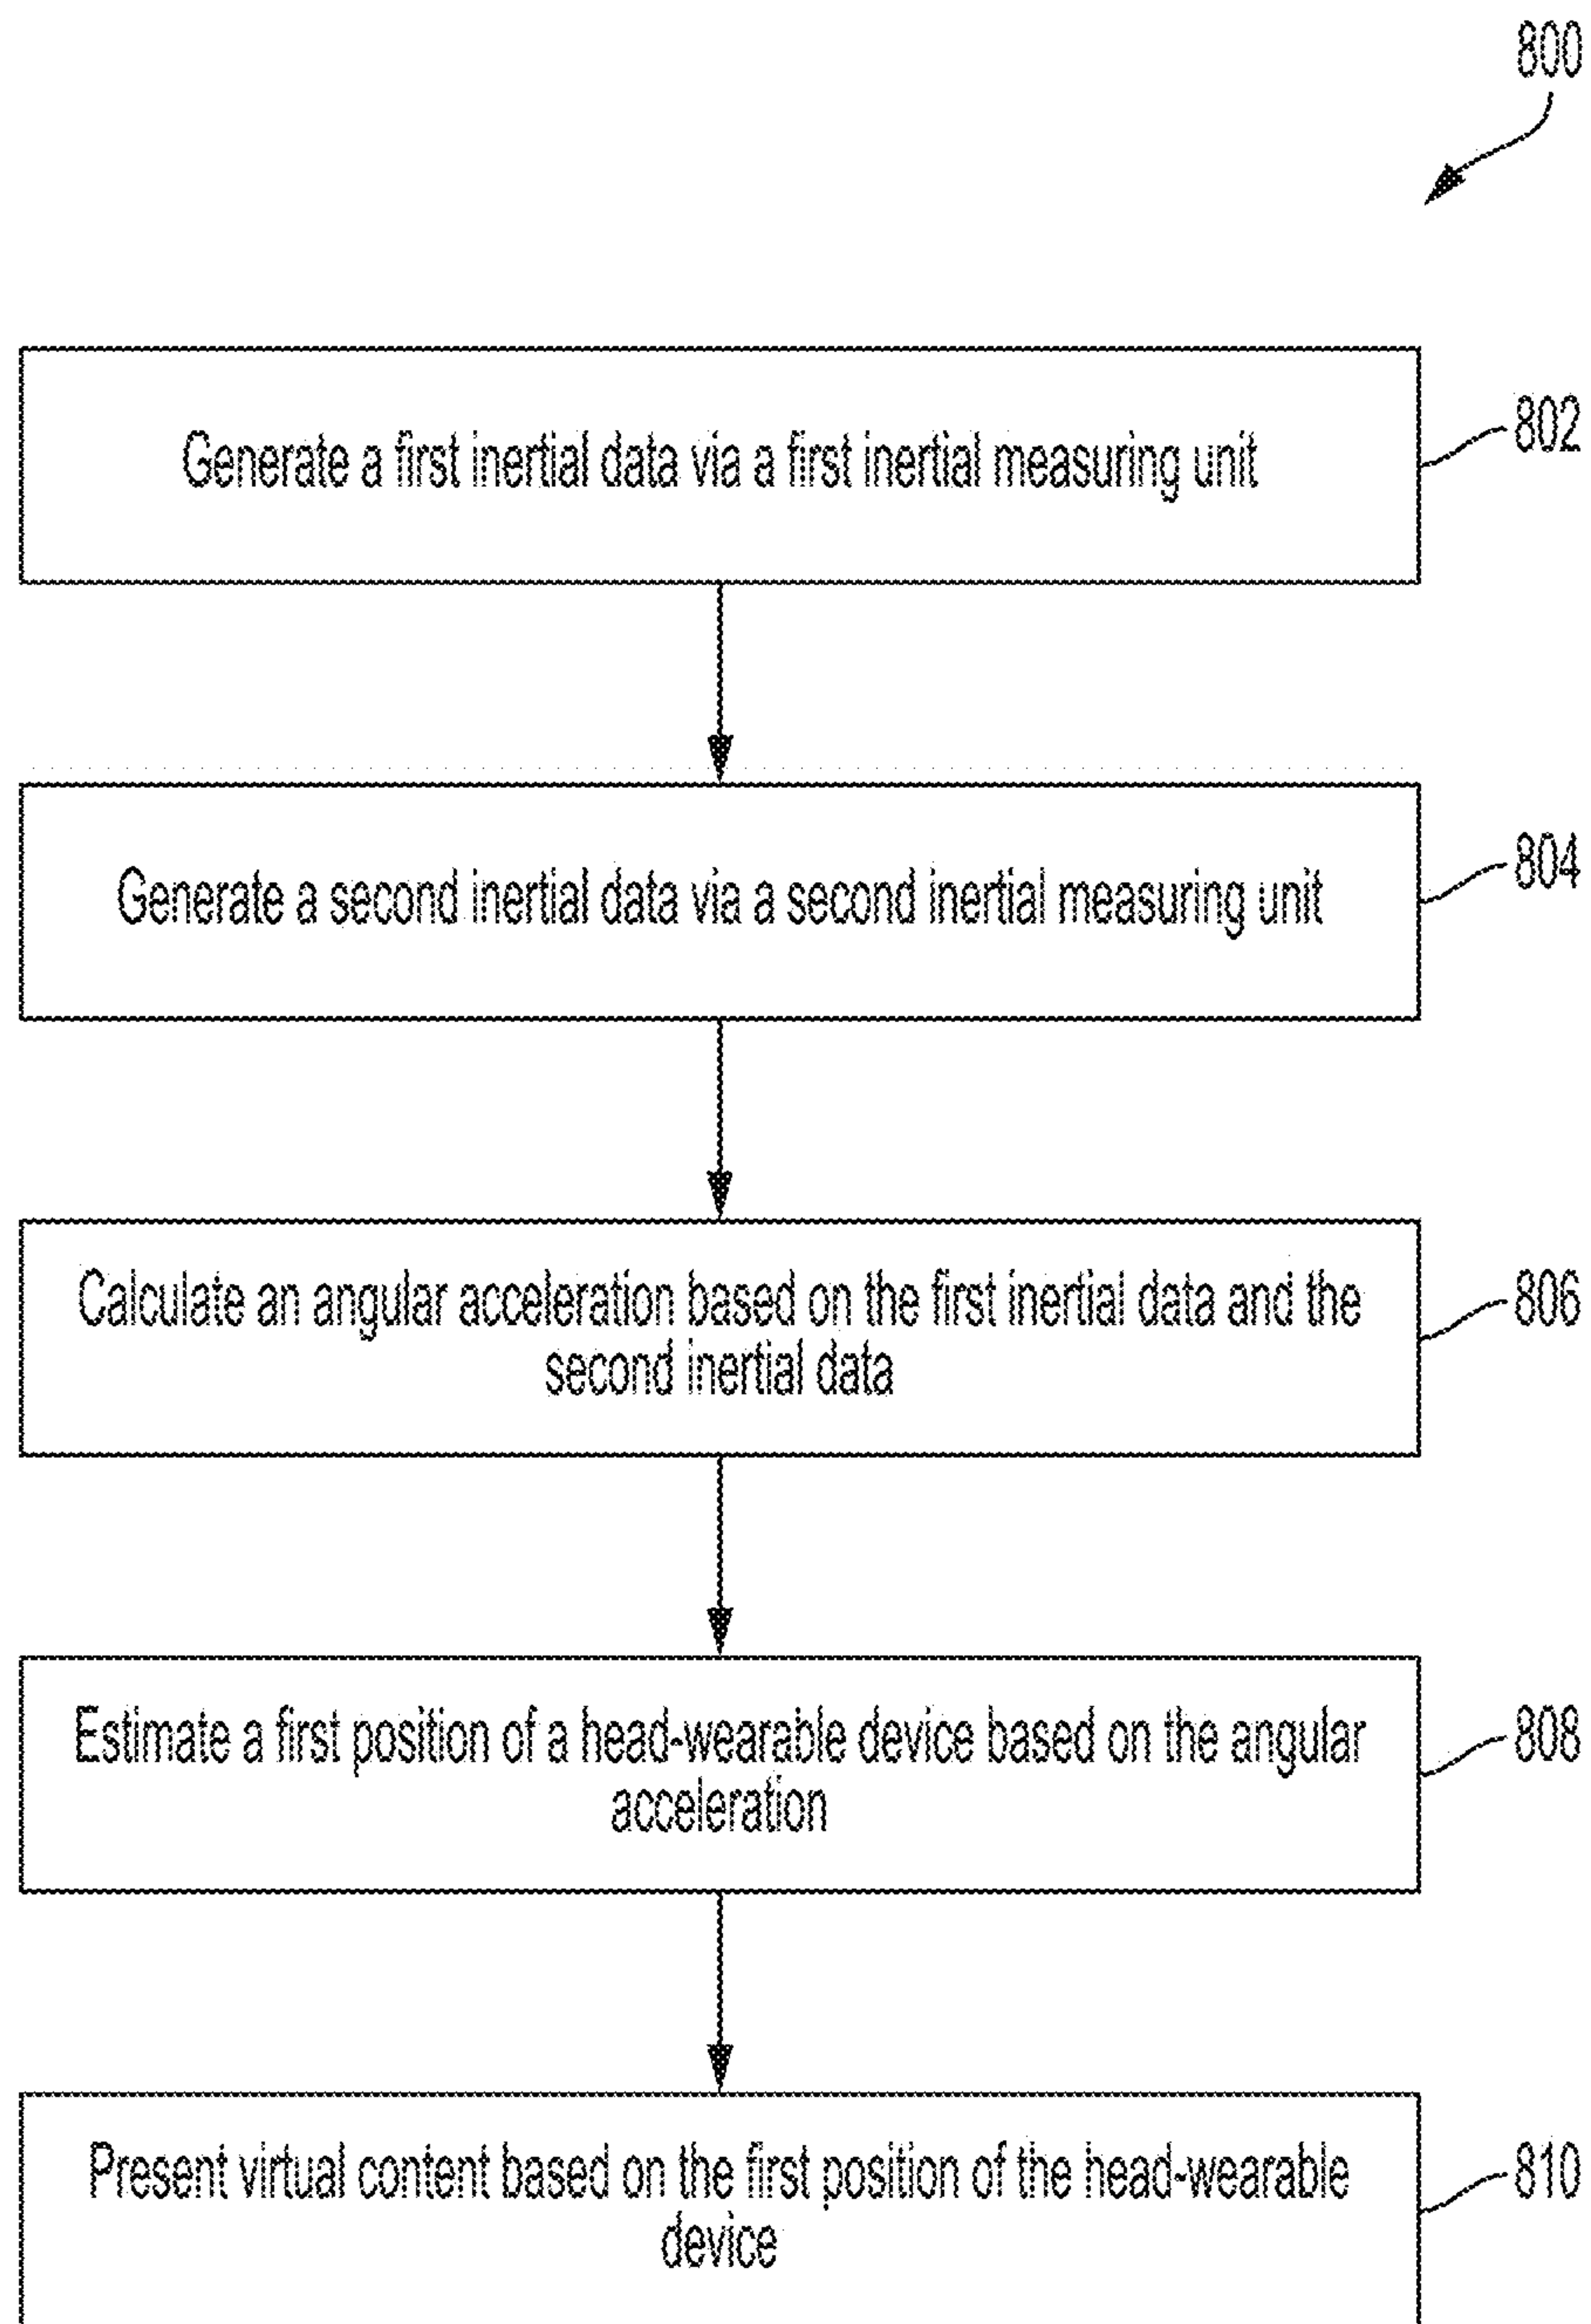 800
Generate a first inertial data via a first inertial measuring unit
802
Generate a second inertial data via a second inertial measuring unit
804
Calculate an angular acceleration based on the first inertial data and the
second inertial data
806
Estimate a first position of a head-wearable device based on the angular
acceleration
808
Present virtual content based on the first position of the head-wearable
device
810